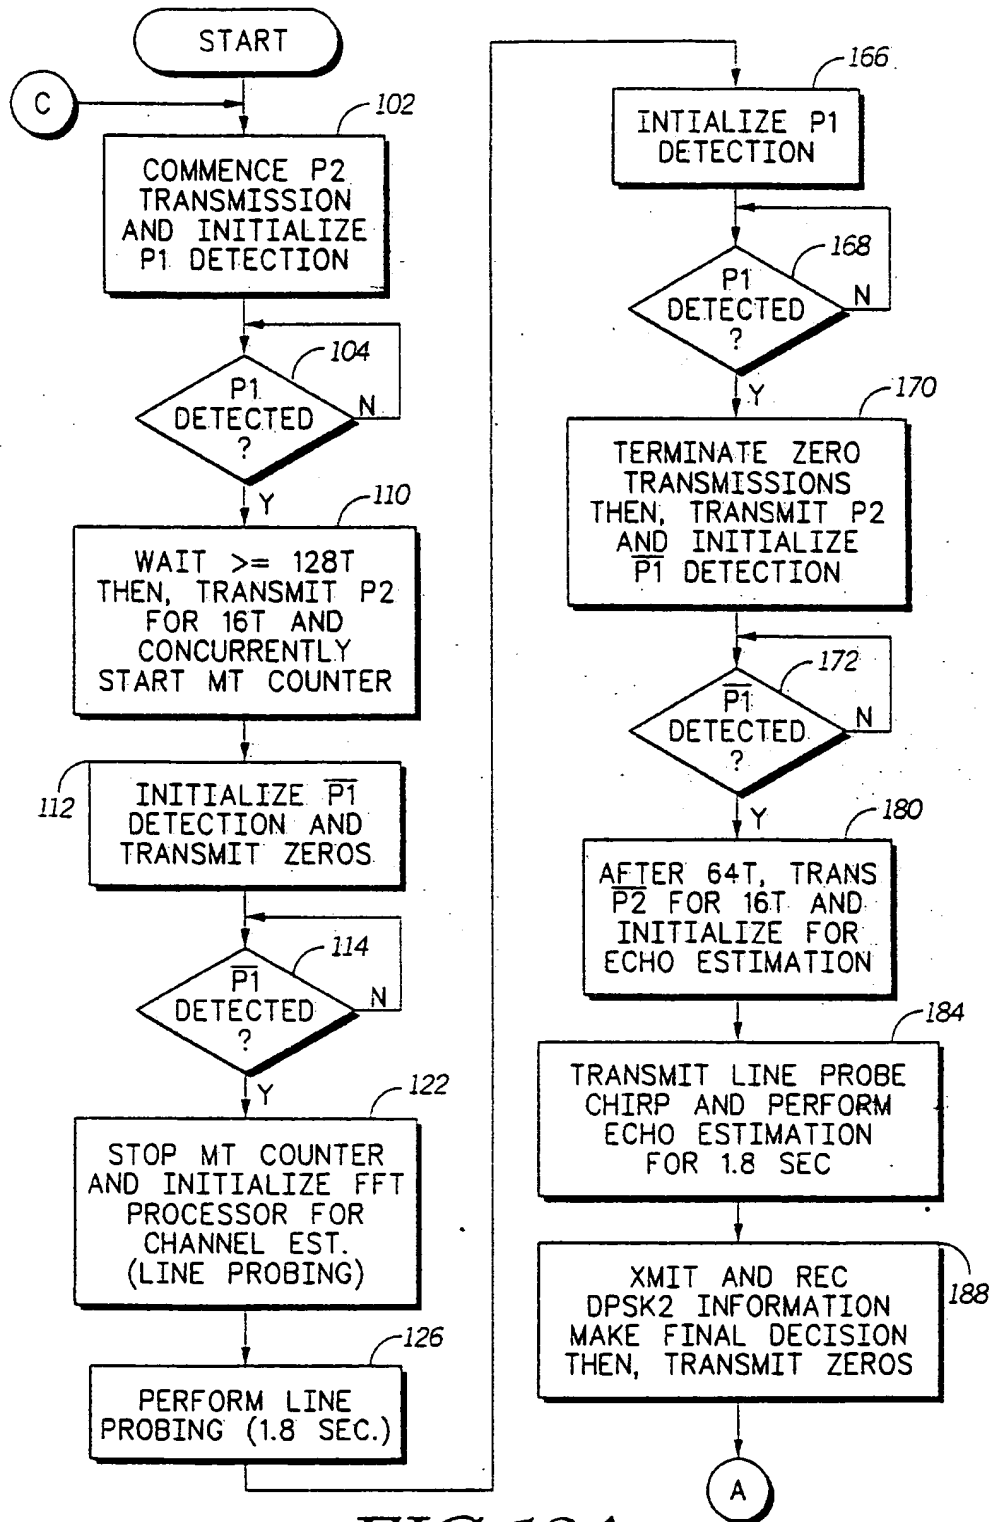 START
C
102
COMMENCE P2
TRANSMISSION
AND INITIALIZE
P1 DETECTION
104
P1
DETECTED
?
N
Y
110
WAIT >= 128T
THEN, TRANSMIT P2
FOR 16T AND
CONCURRENTLY
START MT COUNTER
112
INITIALIZE P̅1̅
DETECTION AND
TRANSMIT ZEROS
114
P̅1̅
DETECTED
?
N
Y
122
STOP MT COUNTER
AND INITIALIZE FFT
PROCESSOR FOR
CHANNEL EST.
(LINE PROBING)
126
PERFORM LINE
PROBING (1.8 SEC.)
166
INTIALIZE P1
DETECTION
168
P1
DETECTED
?
N
Y
170
TERMINATE ZERO
TRANSMISSIONS
THEN, TRANSMIT P2
AND INITIALIZE
P̅1̅ DETECTION
172
P̅1̅
DETECTED
?
N
Y
180
AFTER 64T, TRANS
P̅2̅ FOR 16T AND
INITIALIZE FOR
ECHO ESTIMATION
184
TRANSMIT LINE PROBE
CHIRP AND PERFORM
ECHO ESTIMATION
FOR 1.8 SEC
188
XMIT AND REC
DPSK2 INFORMATION
MAKE FINAL DECISION
THEN, TRANSMIT ZEROS
A